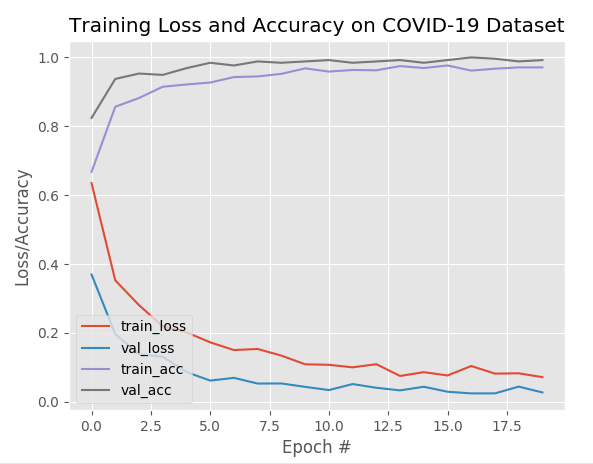 Training Loss and Accuracy on COVID-19 Dataset
1.0
0.8
0.6
0.4
0.2
0.0
Loss/Accuracy
train_loss
val_loss
train_acc
val_acc
0.0 2.5 5.0 7.5 10.0 12.5 15.0 17.5
Epoch #